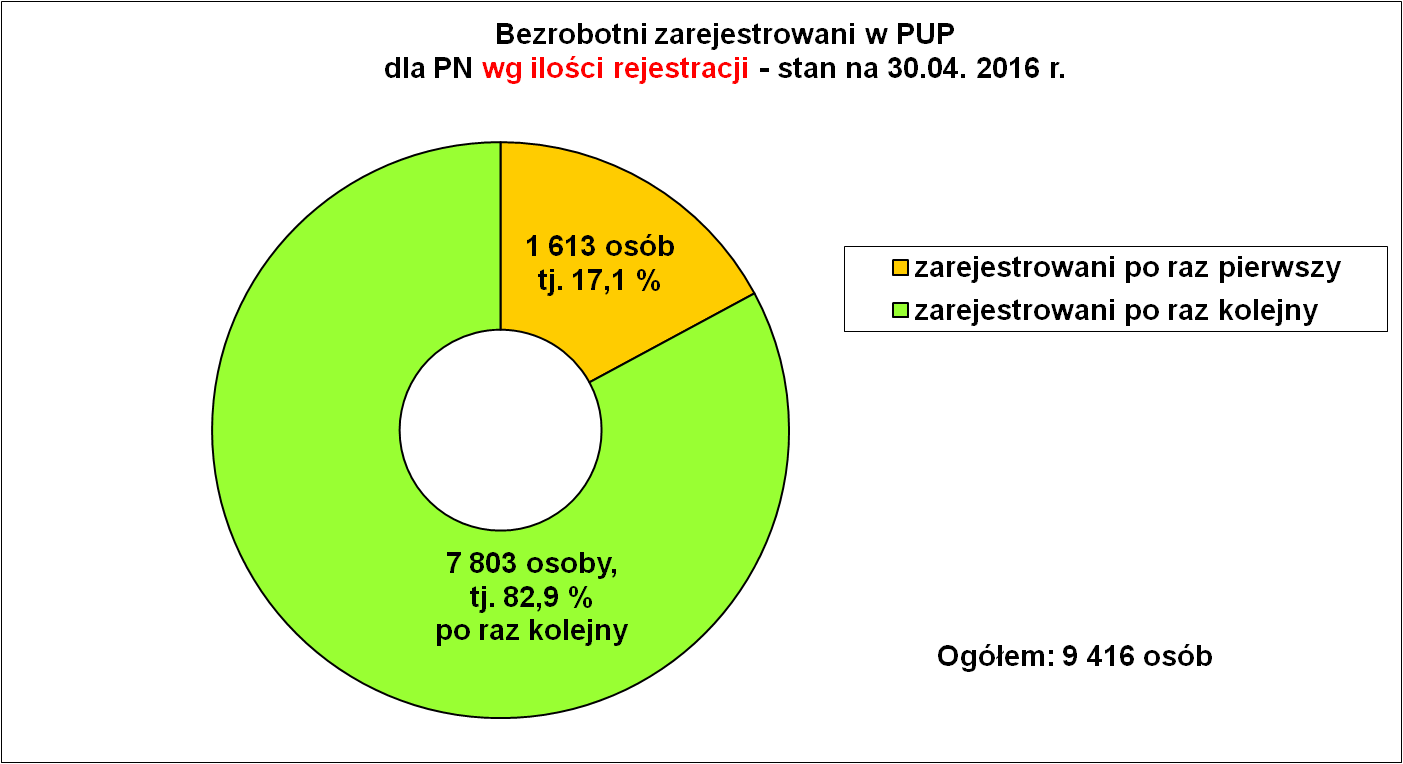 Bezrobotni zarejestrowani w PUP
dla PN wg ilości rejestracji - stan na 30.04. 2016 r.
1 613 osób
tj. 17,1 %
zarejestrowani po raz pierwszy
zarejestrowani po raz kolejny
7 803 osoby,
tj. 82,9 %
po raz kolejny
Ogółem: 9 416 osób